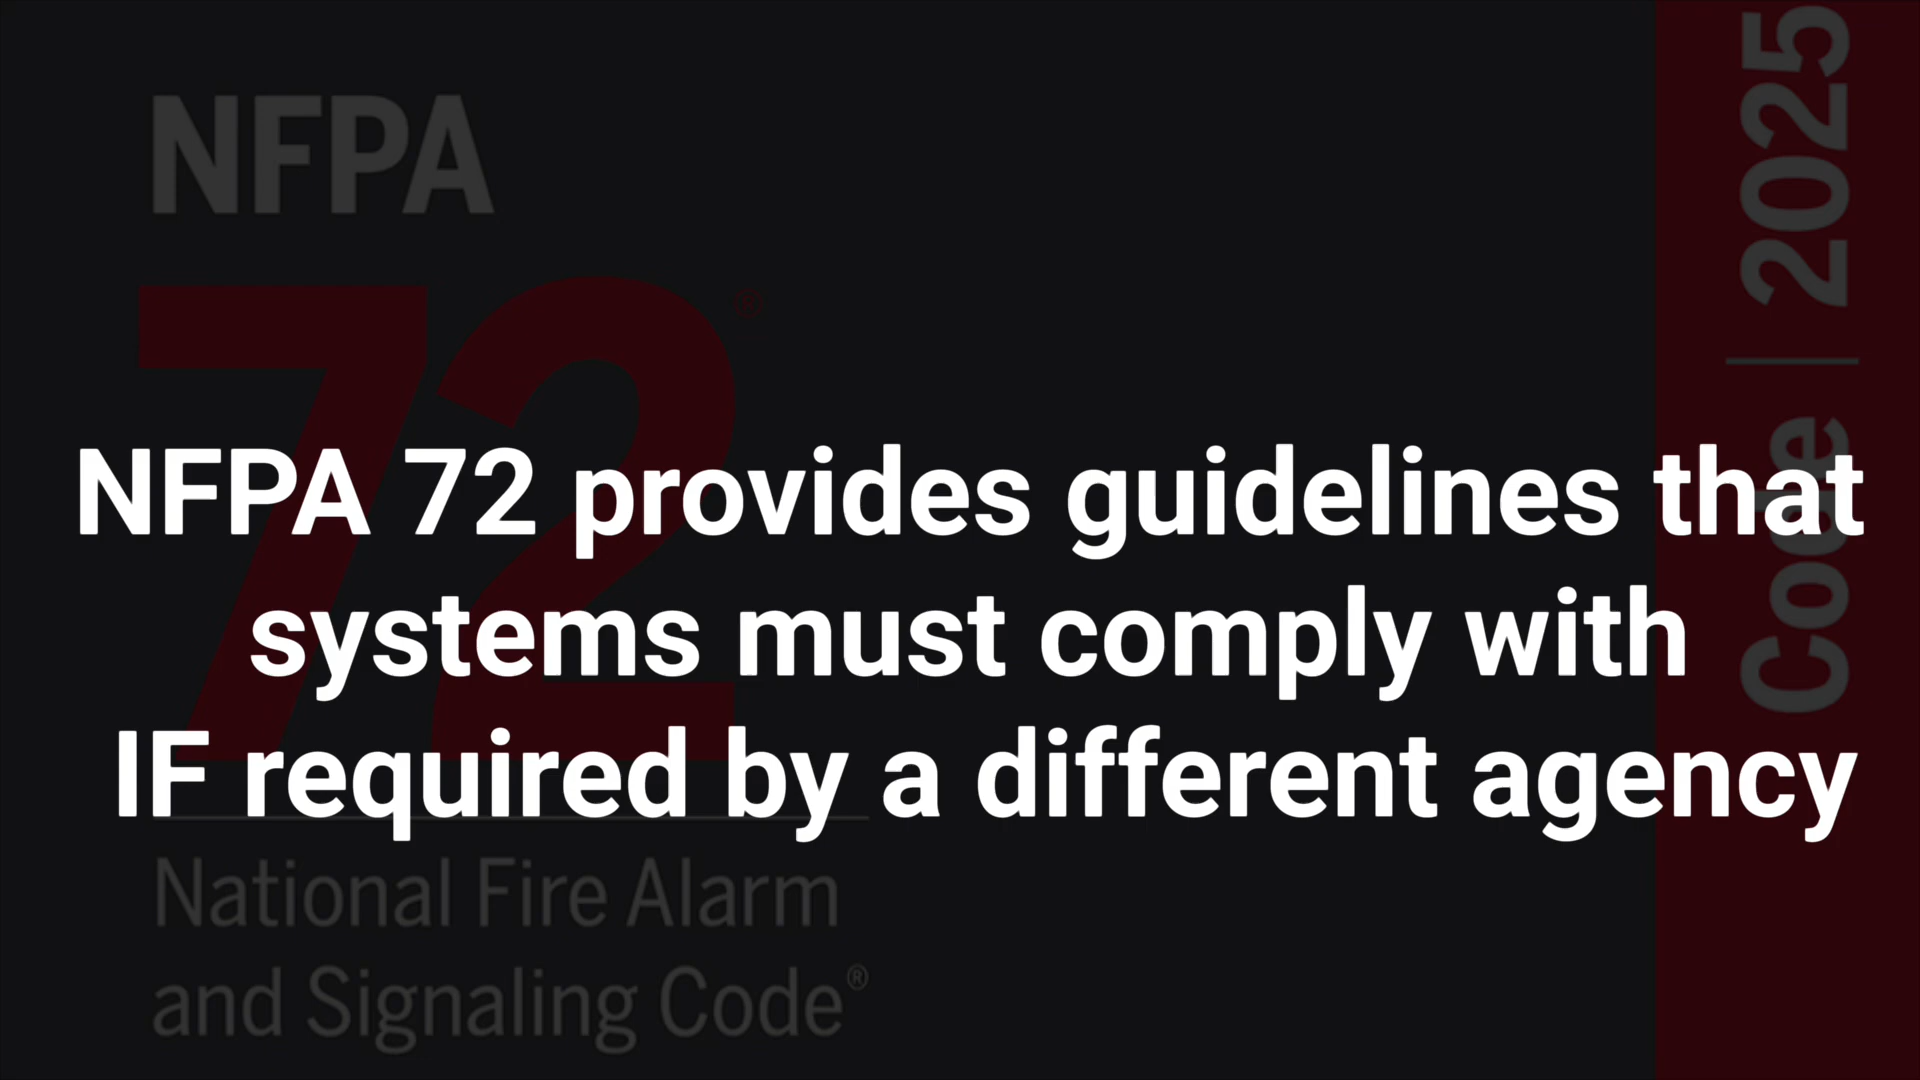 NFPA
72®
NFPA 72 provides guidelines that
systems must comply with
IF required by a different agency
National Fire Alarm
and Signaling Code®
Code | 2025